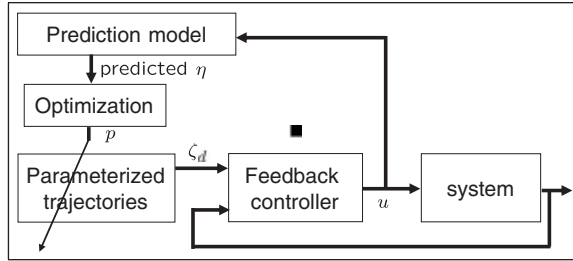 Prediction model
predicted η
Optimization
p
Parameterized
trajectories
ζd
Feedback
controller
u
system